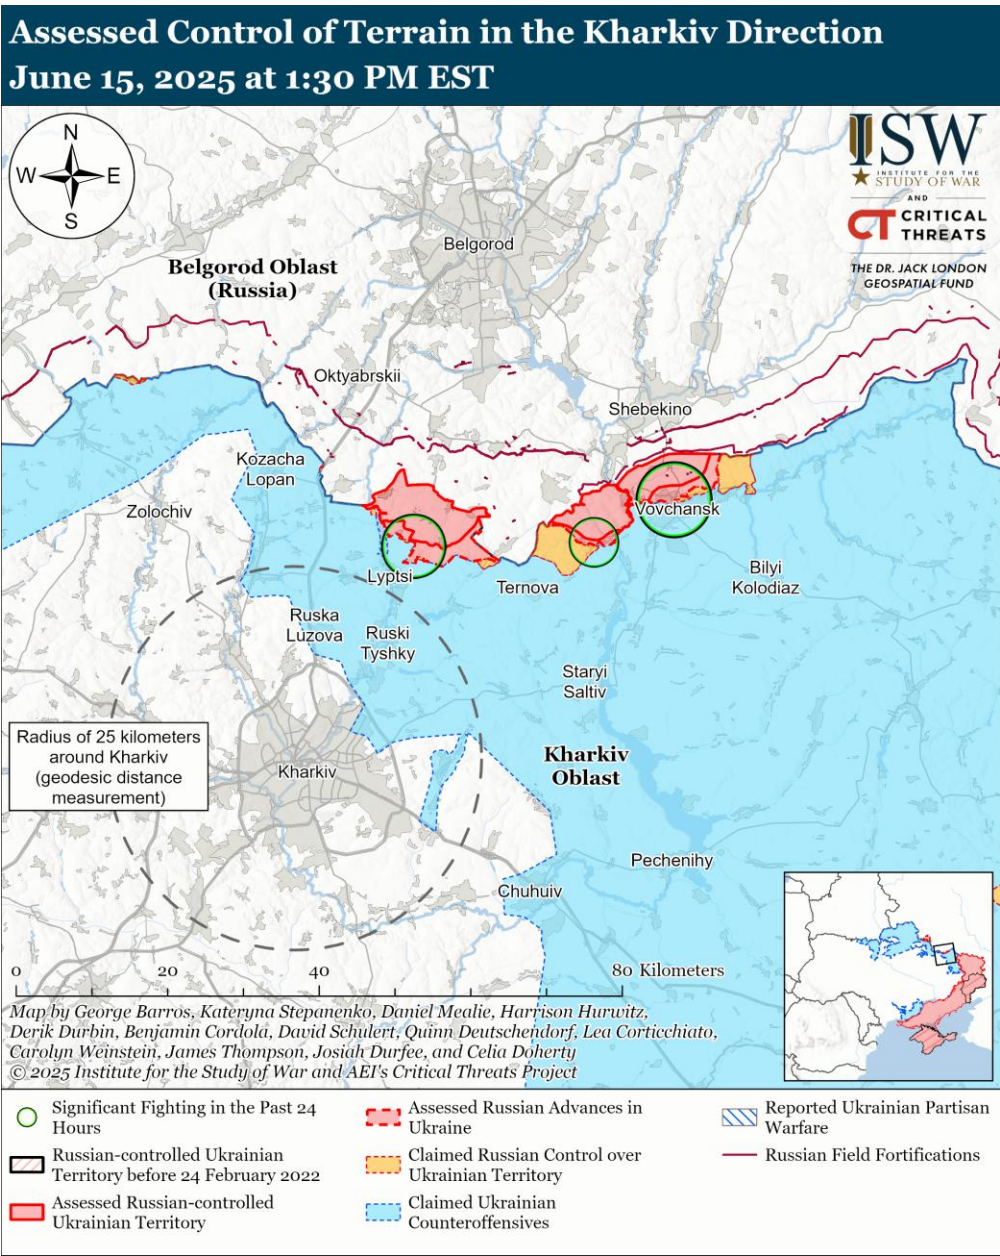 Assessed Control of Terrain in the Kharkiv Direction
June 15, 2025 at 1:30 PM EST
N
W
E
S
ISW
INSTITUTE FOR THE
STUDY OF WAR
AND
CT CRITICAL
THREATS
THE DR. JACK LONDON
GEOSPATIAL FUND
Belgorod
Belgorod Oblast
(Russia)
Oktyabrskii
Shebekino
Kozacha
Lopan
Zolochiv
Vovchansk
Lyptsi
Ternova
Bilyi
Kolodiaz
Ruska
Luzova
Ruski
Tyshky
Staryi
Saltiv
Radius of 25 kilometers
around Kharkiv
(geodesic distance
measurement)
Kharkiv
Kharkiv
Oblast
Pechenihy
Chuhuiv
0
20
40
80 Kilometers
Map by George Barros, Kateryna Stepanenko, Daniel Mealie, Harrison Hurwitz,
Derik Durbin, Benjamin Cordola, David Schulert, Quinn Deutschendorf, Lea Corticchiato,
Carolyn Weinstein, James Thompson, Josiah Durfee, and Celia Doherty
© 2025 Institute for the Study of War and AEI's Critical Threats Project
Significant Fighting in the Past 24
Hours
Russian-controlled Ukrainian
Territory before 24 February 2022
Assessed Russian-controlled
Ukrainian Territory
Assessed Russian Advances in
Ukraine
Claimed Russian Control over
Ukrainian Territory
Claimed Ukrainian
Counteroffensives
Reported Ukrainian Partisan
Warfare
Russian Field Fortifications